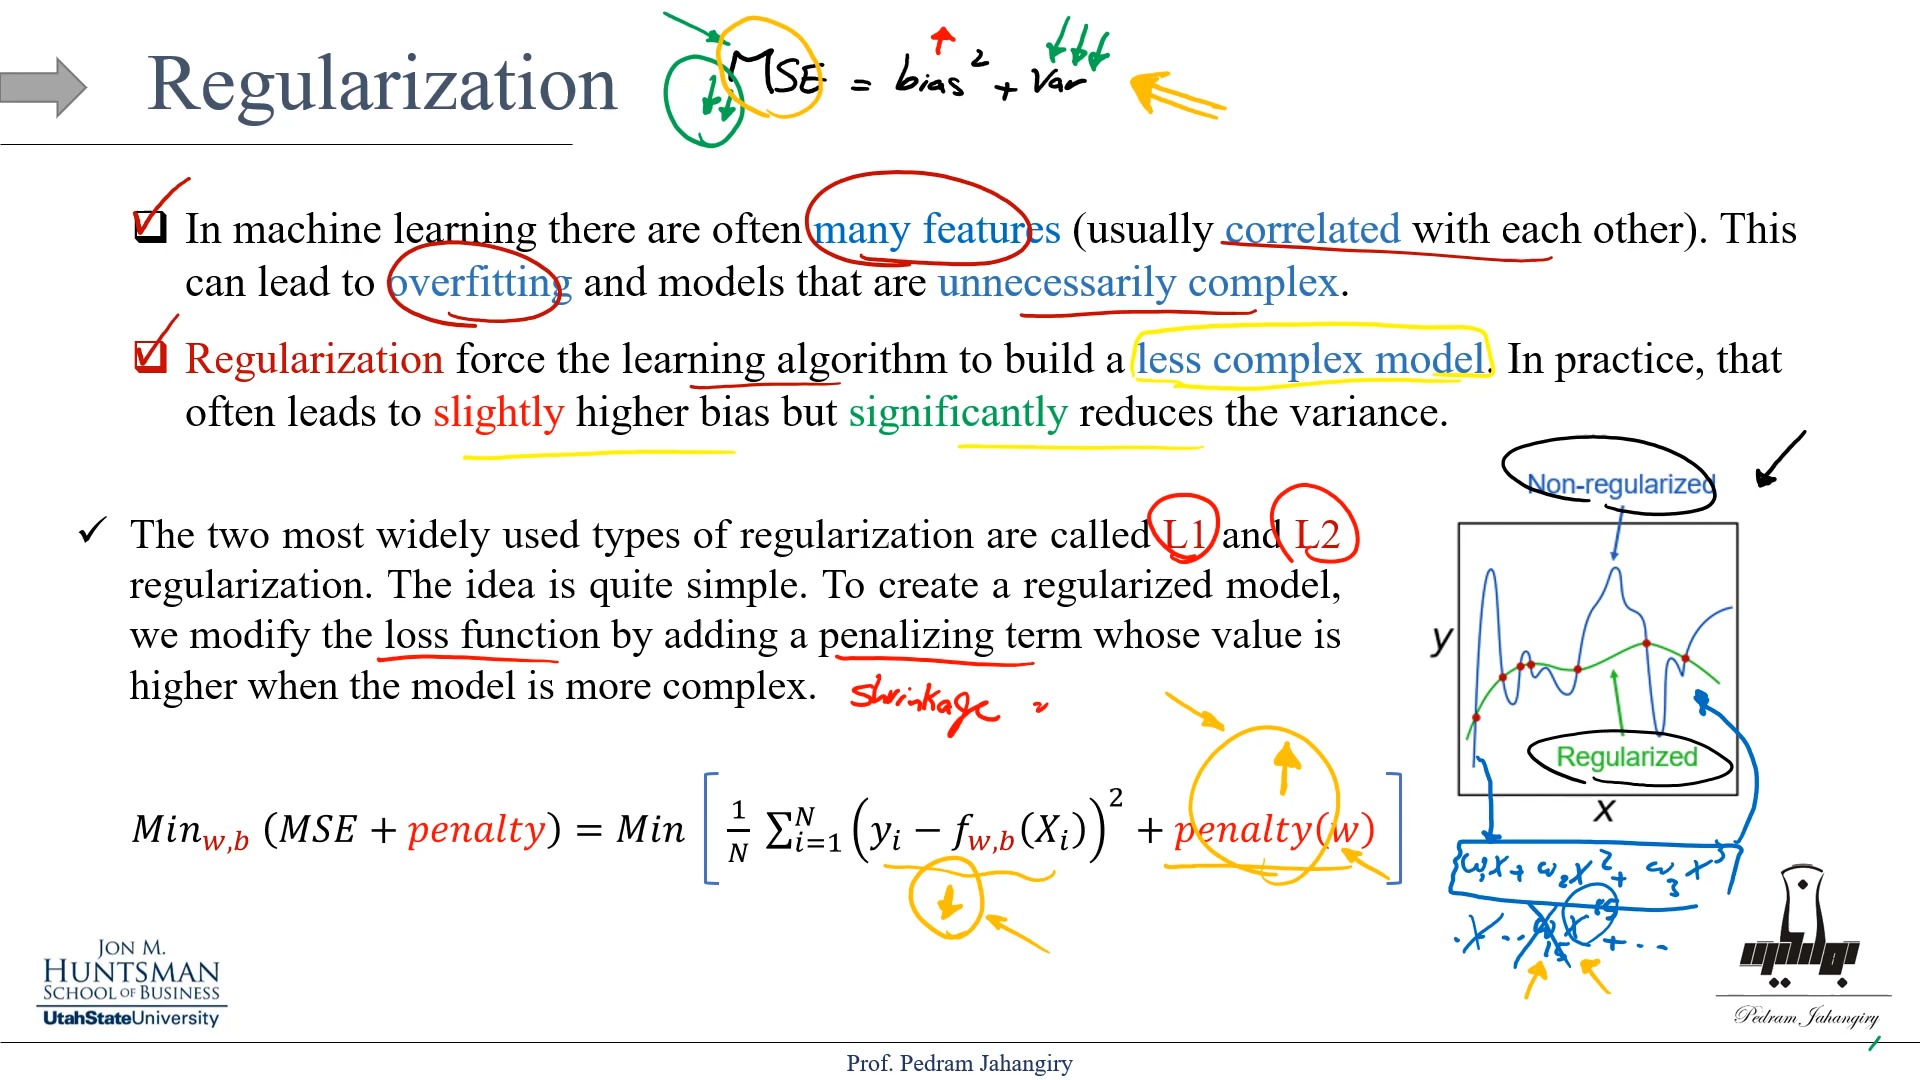 Regularization
MSE = bias² + Var
In machine learning there are often many features (usually correlated with each other). This
can lead to overfitting and models that are unnecessarily complex.
Regularization force the learning algorithm to build a less complex model. In practice, that
often leads to slightly higher bias but significantly reduces the variance.
✓ The two most widely used types of regularization are called L1 and L2
regularization. The idea is quite simple. To create a regularized model,
we modify the loss function by adding a penalizing term whose value is
higher when the model is more complex.
shrinkage
Min_{w,b} (MSE + penalty) = Min [ 1/N ∑_{i=1}^{N} (y_i − f_{w,b}(X_i))² + penalty(w) ]
Non-regularized
y
Regularized
x
w₁x + w₂x² + w₃x³
JON M.
HUNTSMAN
SCHOOL OF BUSINESS
UtahStateUniversity
Pedram Jahangiry
Prof. Pedram Jahangiry